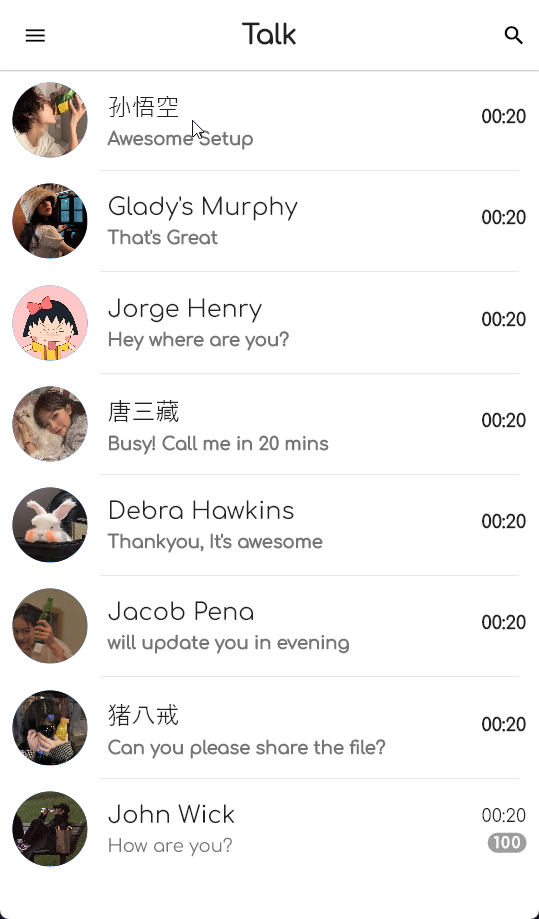 Talk
孙悟空
00:20
Awesome Setup
Glady's Murphy
00:20
That's Great
Jorge Henry
00:20
Hey where are you?
唐三藏
00:20
Busy! Call me in 20 mins
Debra Hawkins
00:20
Thankyou, It's awesome
Jacob Pena
00:20
will update you in evening
猪八戒
00:20
Can you please share the file?
John Wick
00:20
How are you?
100